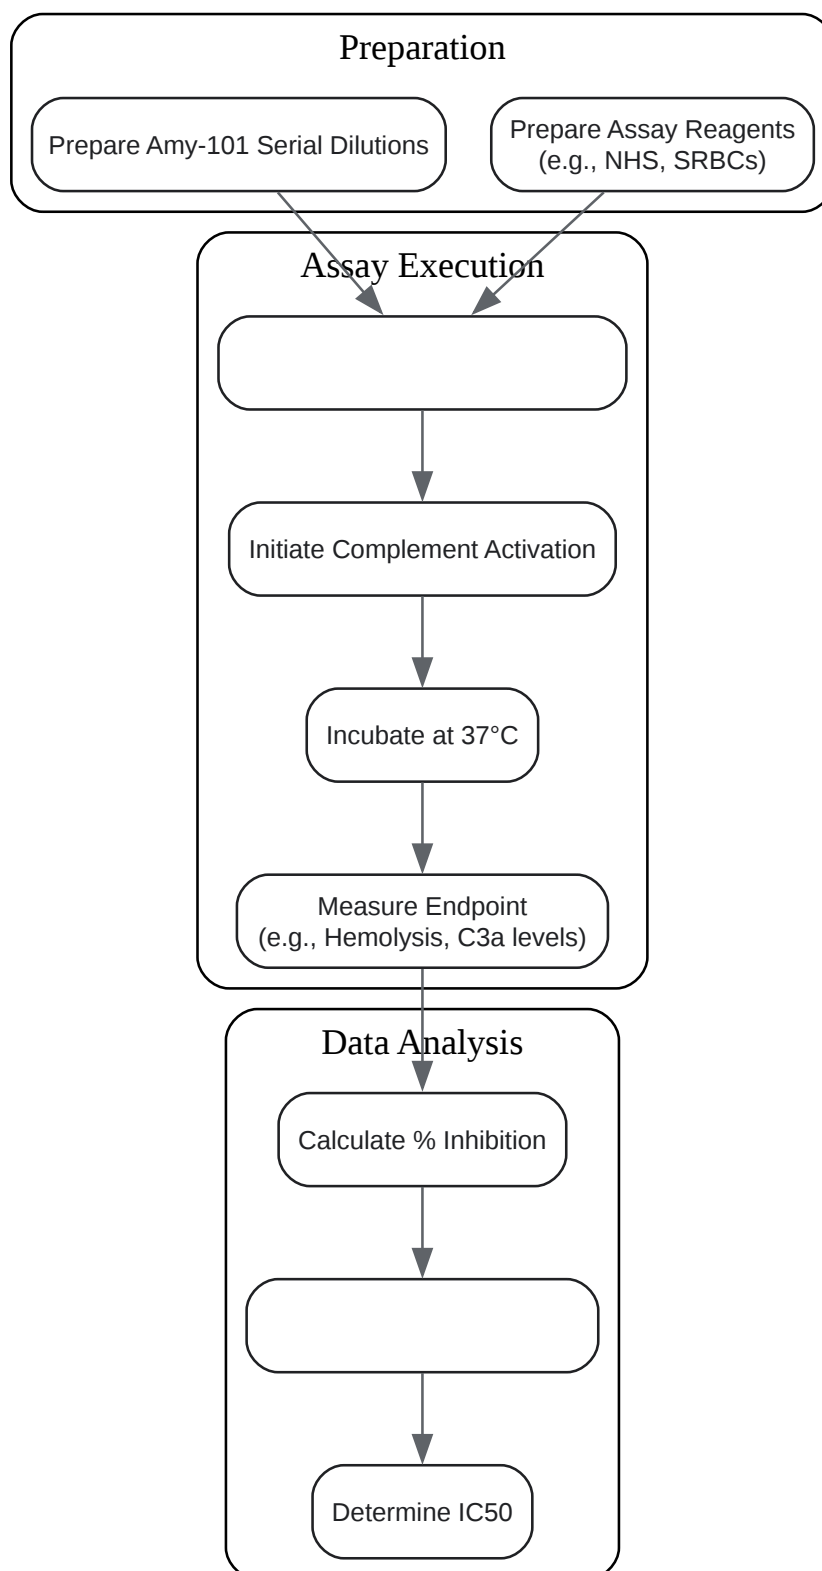 Preparation
Prepare Amy-101 Serial Dilutions
Prepare Assay Reagents
(e.g., NHS, SRBCs)
Assay Execution
Initiate Complement Activation
Incubate at 37°C
Measure Endpoint
(e.g., Hemolysis, C3a levels)
Data Analysis
Calculate % Inhibition
Determine IC50